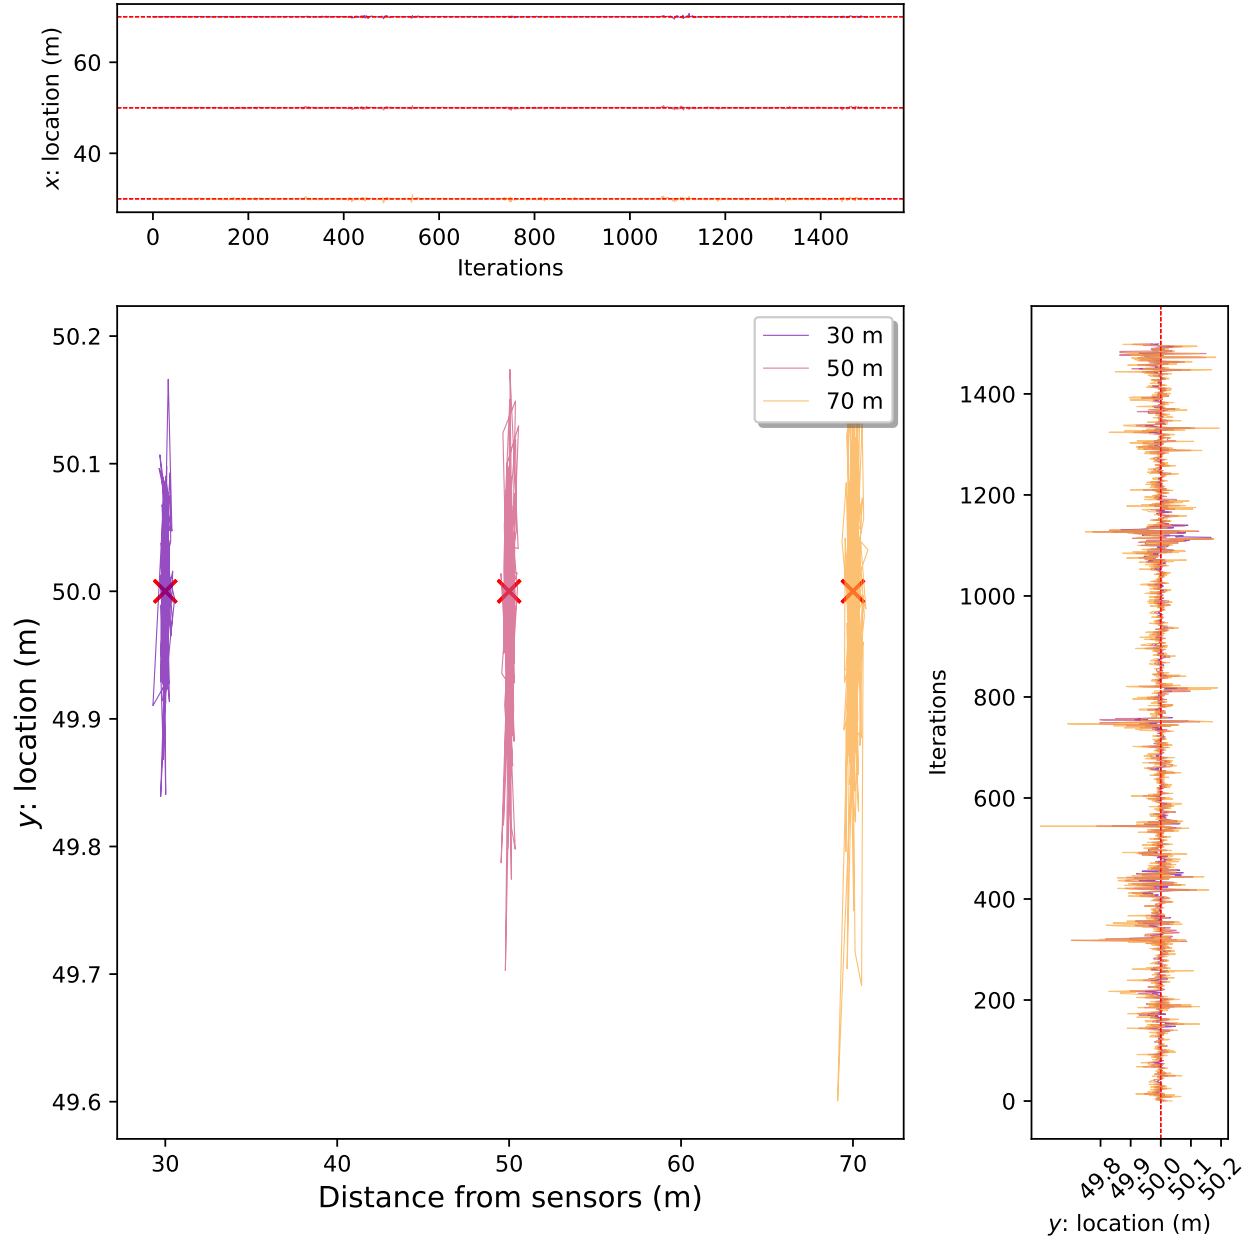 60
40
x: location (m)
0 200 400 600 800 1000 1200 1400
Iterations
50.2
50.1
50.0
49.9
49.8
49.7
49.6
y: location (m)
30 m
50 m
70 m
30 40 50 60 70
Distance from sensors (m)
1400
1200
1000
800
600
400
200
0
Iterations
49.8 49.9 50.0 50.1 50.2
y: location (m)